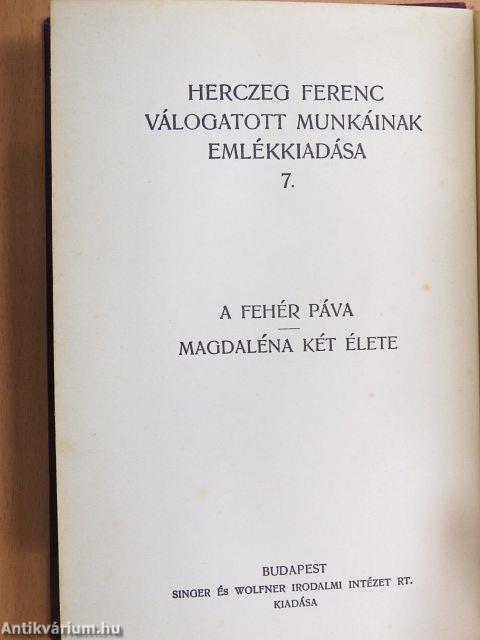 HERCZEG FERENC
VÁLOGATOTT MUNKÁINAK
EMLÉKKIADÁSA
7.
A FEHÉR PÁVA
MAGDALÉNA KÉT ÉLETE
BUDAPEST
SINGER ÉS WOLFNER IRODALMI INTÉZET RT.
KIADÁSA
Antikvárium.hu